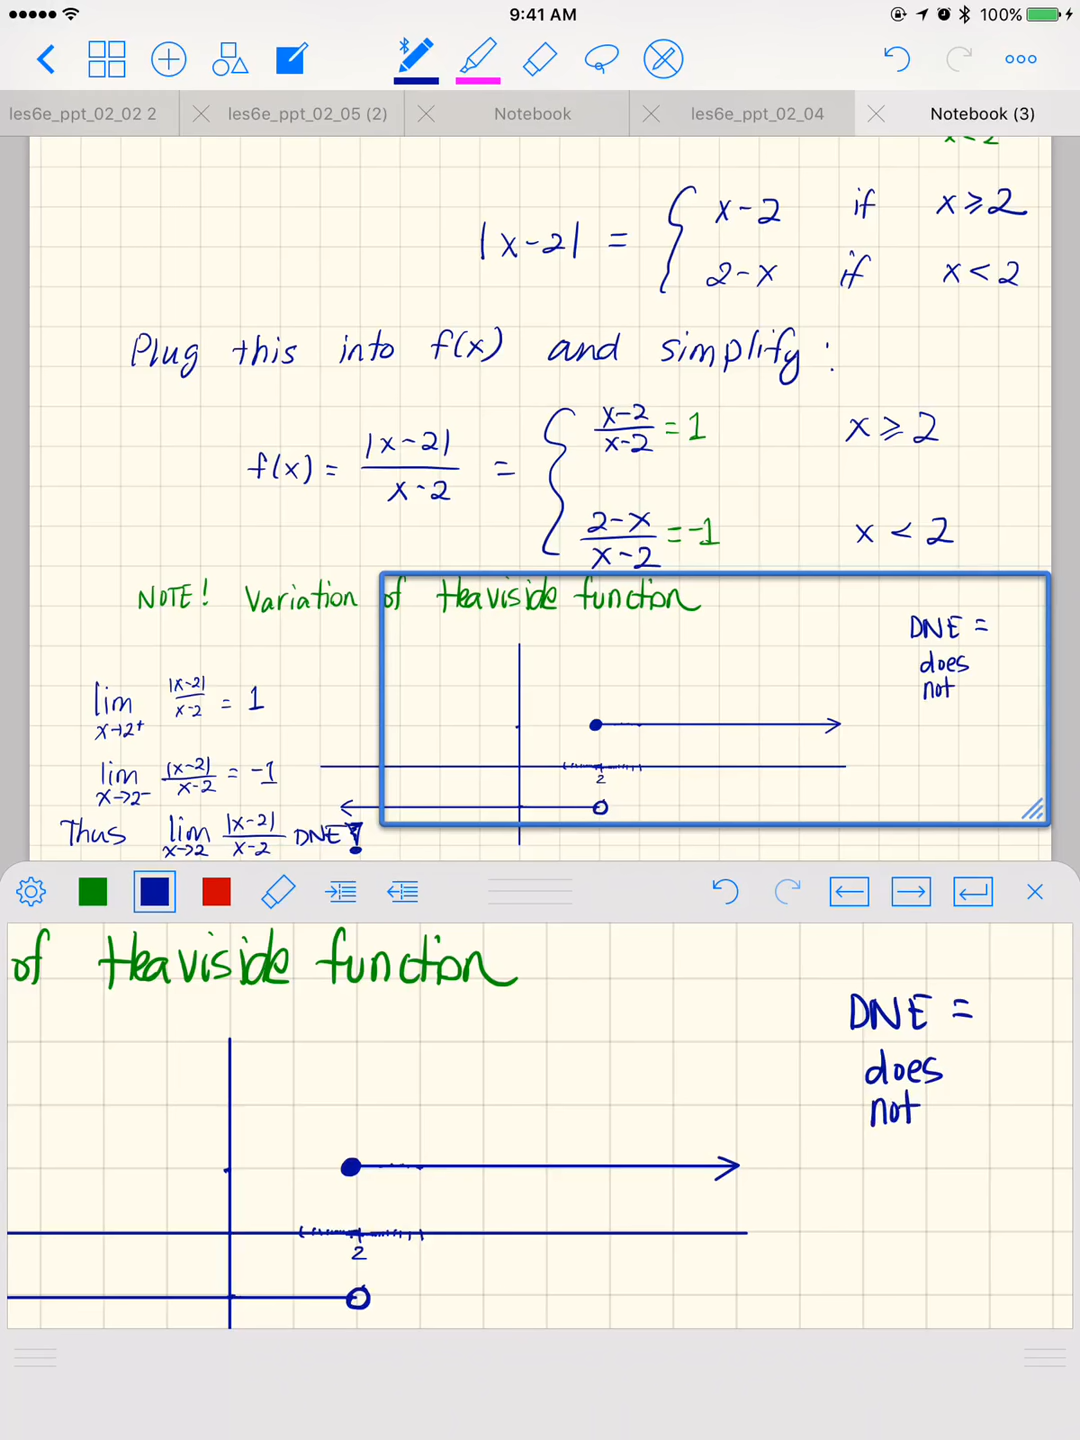 9:41 AM 100%
les6e_ppt_02_02 2 les6e_ppt_02_05 (2) Notebook les6e_ppt_02_04 Notebook (3)
x < 2
|x-2| = { x-2 if x ⩾ 2
2-x if x < 2
Plug this into f(x) and simplify :
f(x) = |x-2| / x-2 = { x-2 / x-2 = 1 x ⩾ 2
2-x / x-2 = -1 x < 2
NOTE! Variation of Heaviside function
DNE =
does
not
lim x→2+ |x-2| / x-2 = 1
lim x→2- |x-2| / x-2 = -1
2
Thus lim x→2 |x-2| / x-2 DNE!
of Heaviside function
DNE =
does
not
2